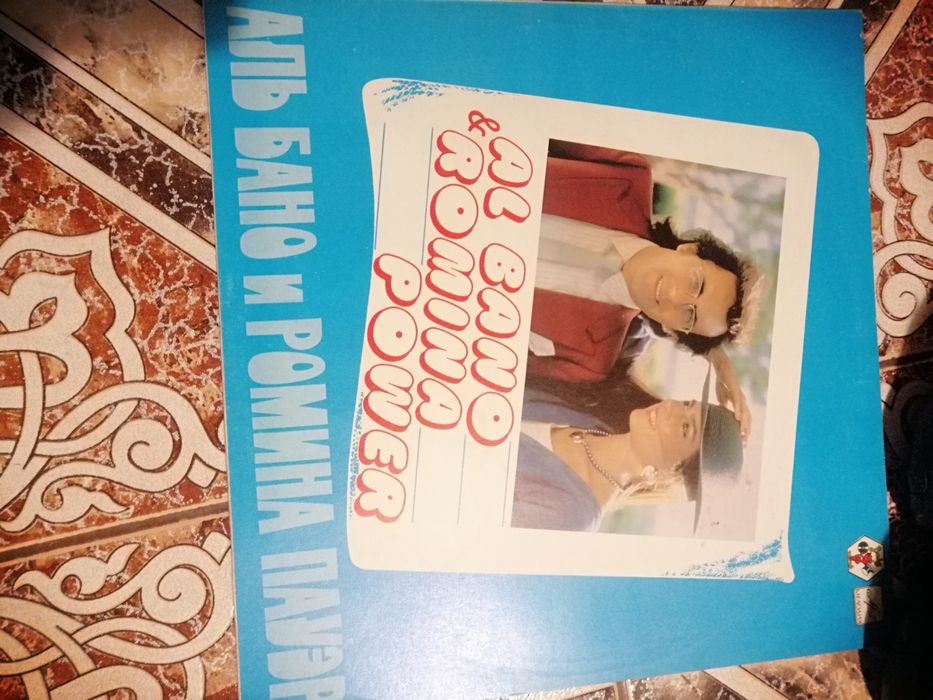 АЛЬ БАНО и РОМИНА ПАУЭР
AL BANO
& ROMINA
POWER